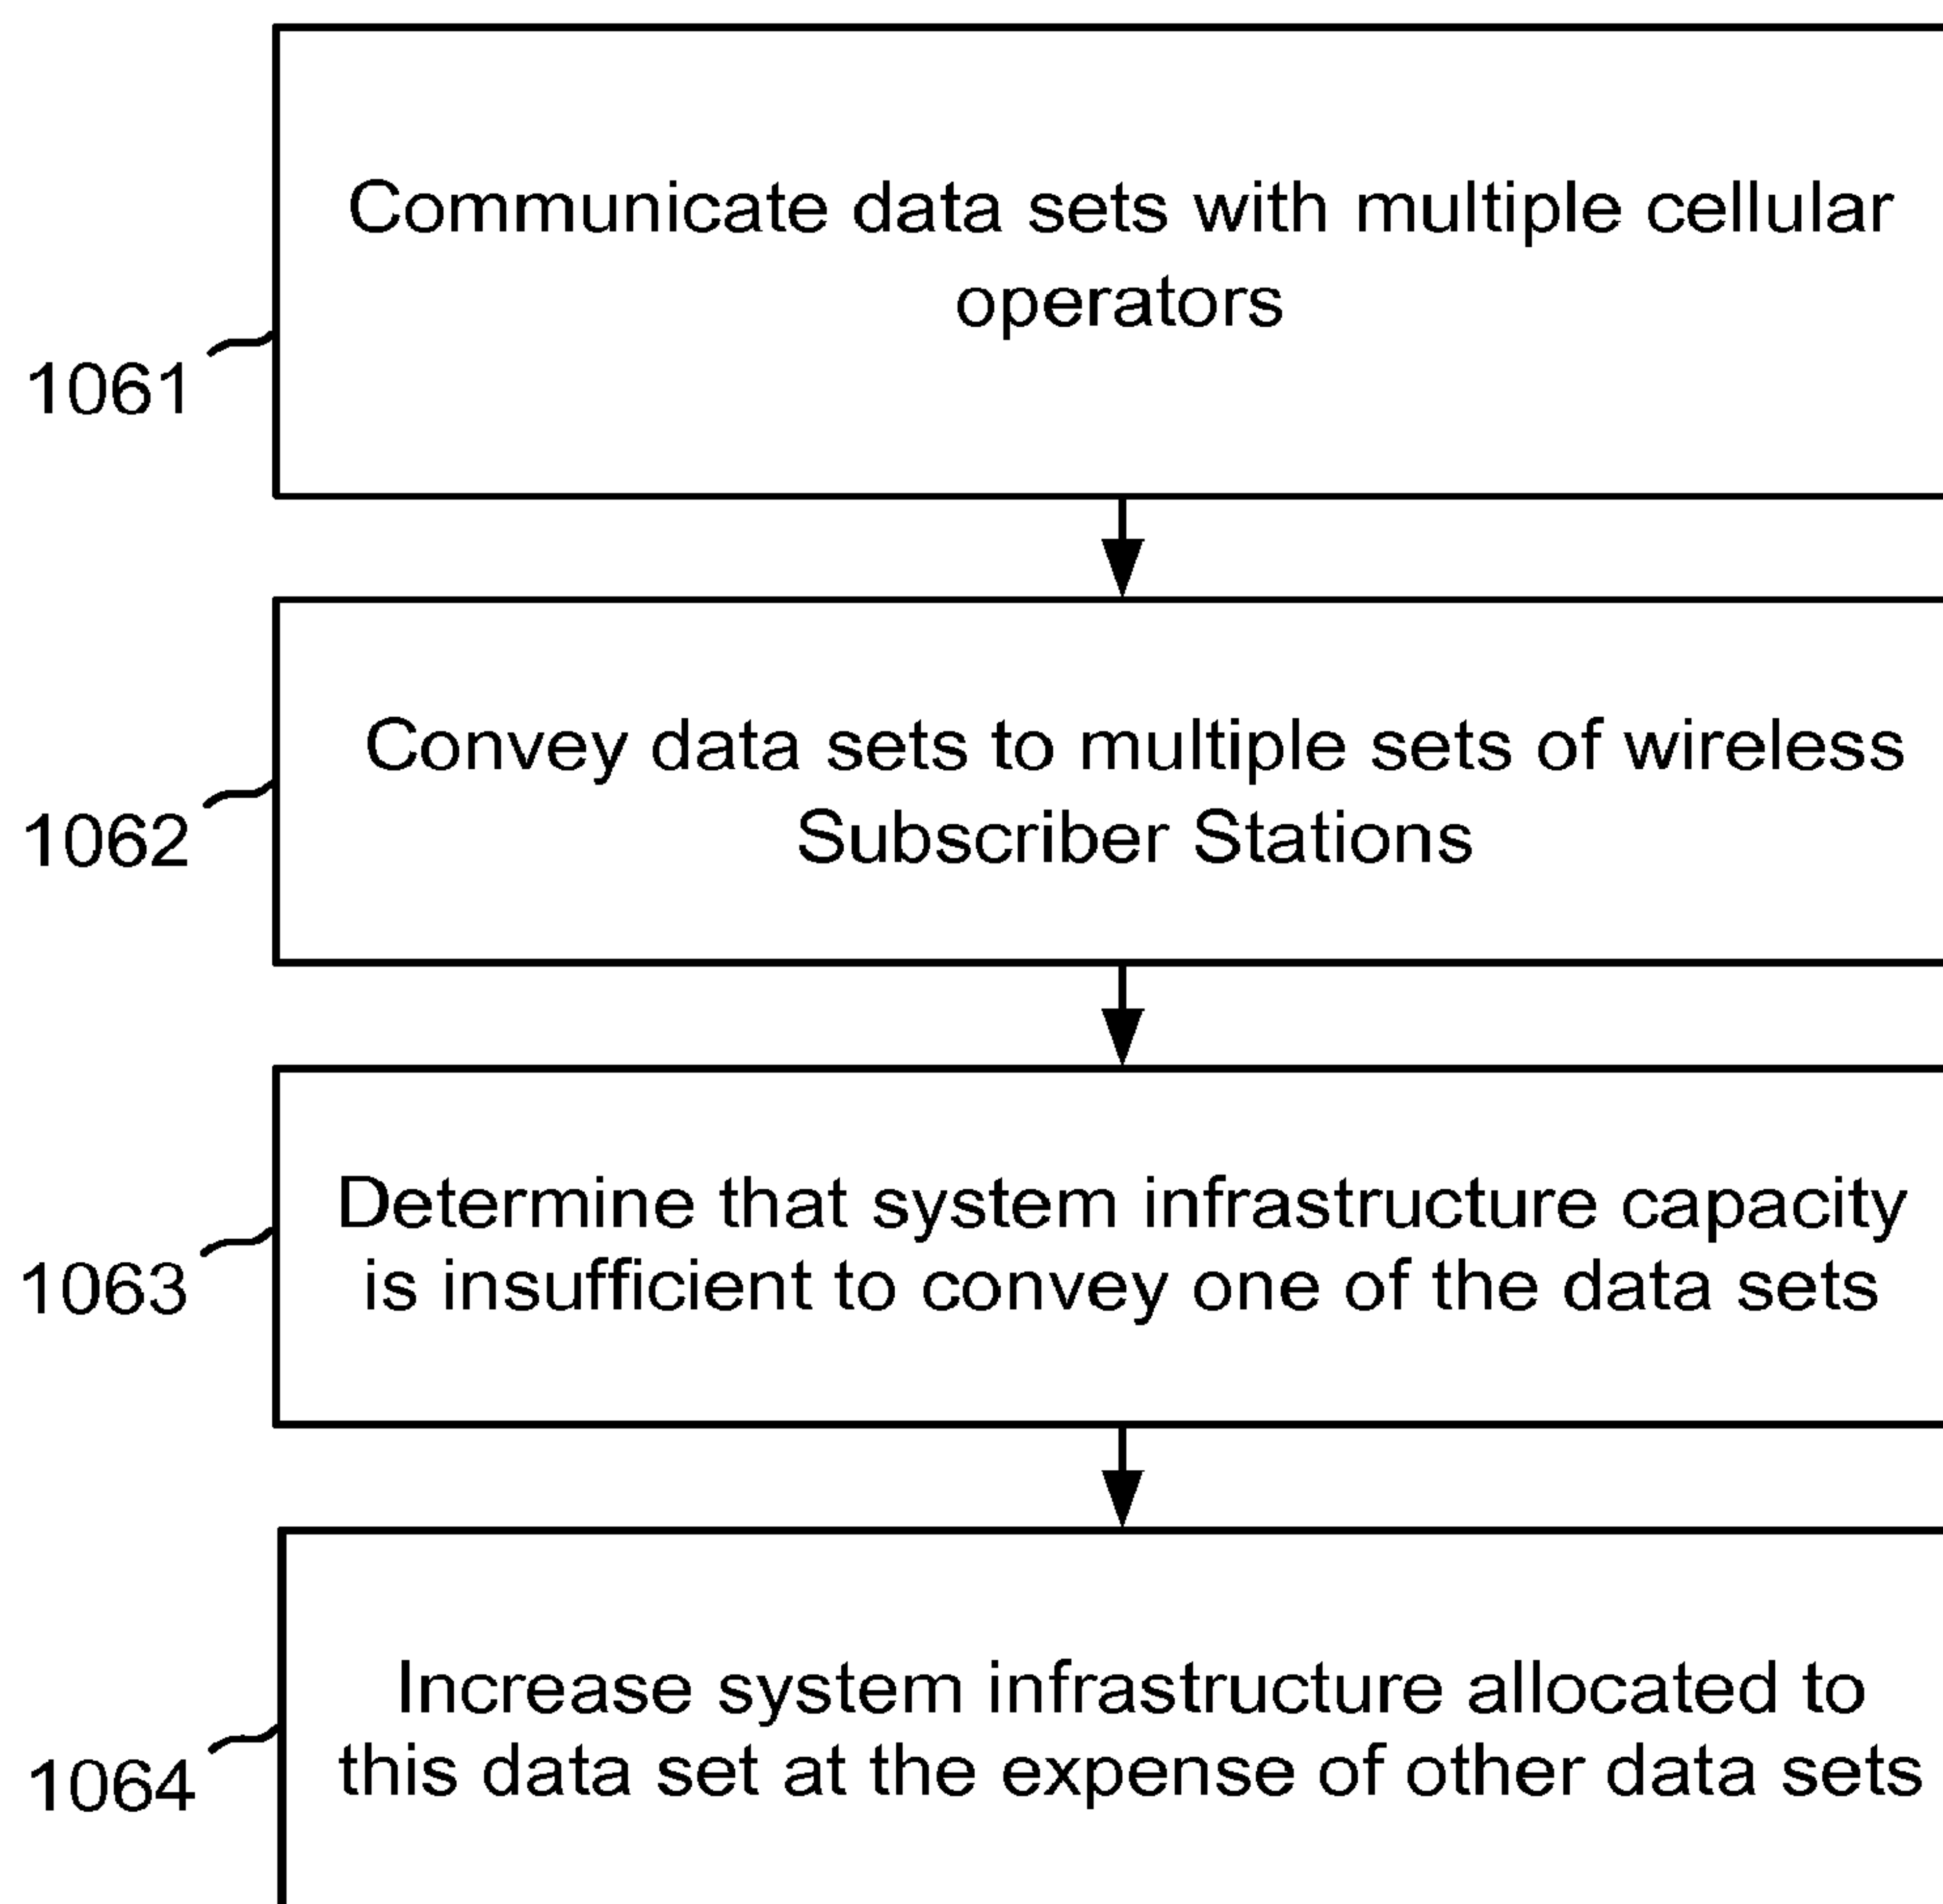 Communicate data sets with multiple cellular
operators
1061
Convey data sets to multiple sets of wireless
Subscriber Stations
1062
Determine that system infrastructure capacity
is insufficient to convey one of the data sets
1063
Increase system infrastructure allocated to
this data set at the expense of other data sets
1064